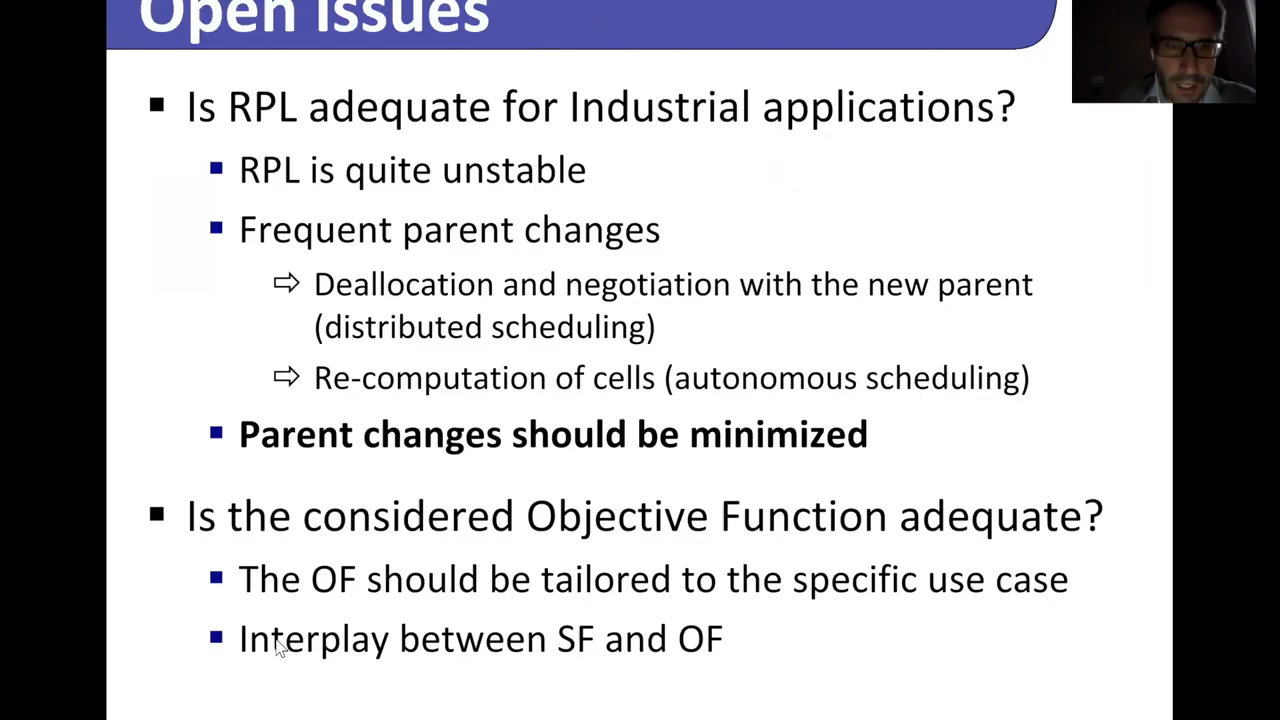 Open Issues
Is RPL adequate for Industrial applications?
RPL is quite unstable
Frequent parent changes
Deallocation and negotiation with the new parent
(distributed scheduling)
Re-computation of cells (autonomous scheduling)
Parent changes should be minimized
Is the considered Objective Function adequate?
The OF should be tailored to the specific use case
Interplay between SF and OF